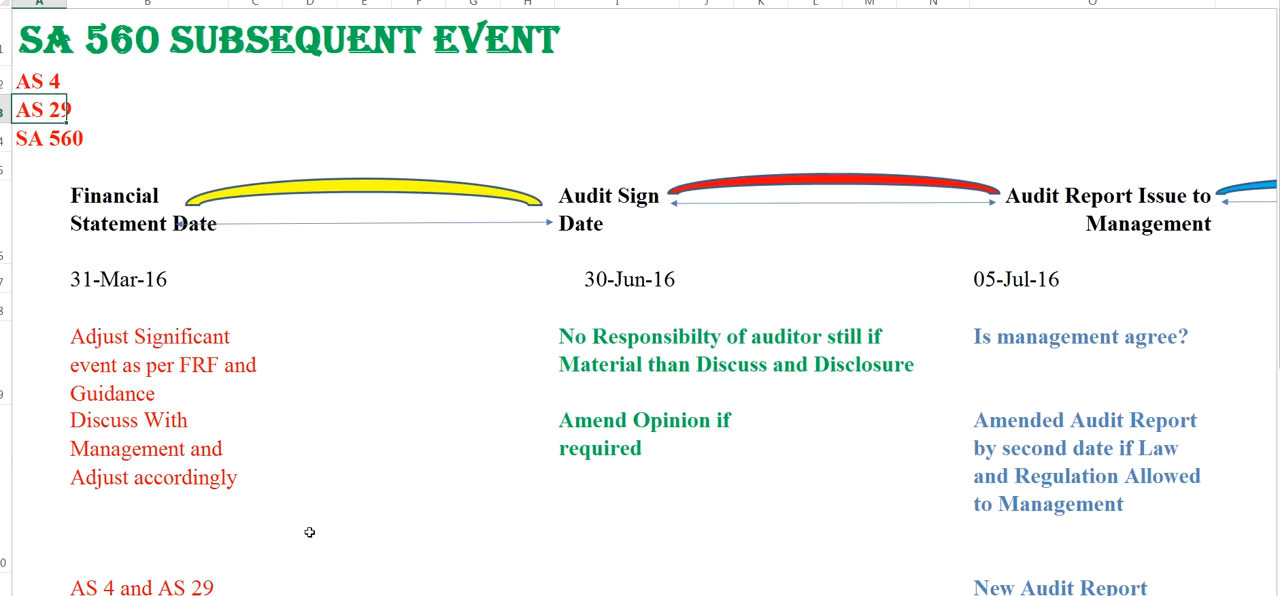 A B C D E F G H I J K L M N O
SA 560 SUBSEQUENT EVENT
AS 4
AS 29
SA 560
Financial
Statement Date
Audit Sign
Date
Audit Report Issue to
Management
31-Mar-16
30-Jun-16
05-Jul-16
Adjust Significant
event as per FRF and
Guidance
Discuss With
Management and
Adjust accordingly
No Responsibilty of auditor still if
Material than Discuss and Disclosure
Amend Opinion if
required
Is management agree?
Amended Audit Report
by second date if Law
and Regulation Allowed
to Management
AS 4 and AS 29
New Audit Report